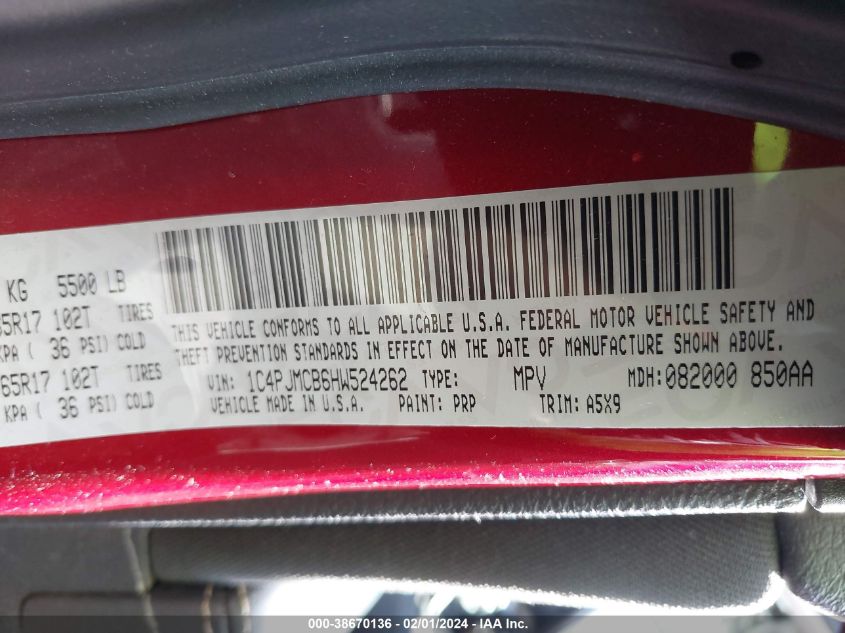 KG 5500 LB
65R17 102T TIRES
KPA ( 36 PSI) COLD
65R17 102T TIRES
KPA ( 36 PSI) COLD
THIS VEHICLE CONFORMS TO ALL APPLICABLE U.S.A. FEDERAL MOTOR VEHICLE SAFETY AND
THEFT PREVENTION STANDARDS IN EFFECT ON THE DATE OF MANUFACTURE SHOWN ABOVE.
VIN: 1C4PJMCB6HW524262 TYPE: MPV MDH:082000 850AA
VEHICLE MADE IN U.S.A. PAINT: PRP TRIM: A5X9
000-38670136 - 02/01/2024 - IAA Inc.